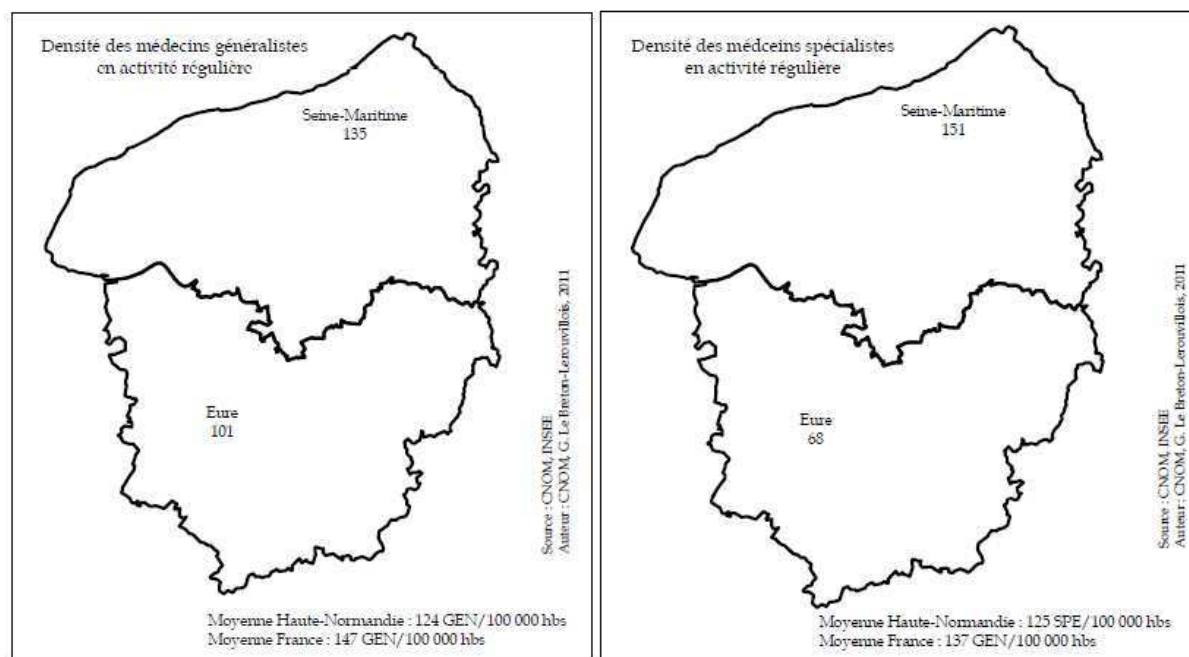 Densité des médecins généralistes
en activité régulière
Seine-Maritime
135
Eure
101
Source : CNOM, INSEE
Auteur : CNOM, G. Le Breton-Lerouvillois, 2011
Moyenne Haute-Normandie : 124 GEN/100 000 hbs
Moyenne France : 147 GEN/100 000 hbs
Densité des médceins spécialistes
en activité régulière
Seine-Maritime
151
Eure
68
Source : CNOM, INSEE
Auteur : CNOM, G. Le Breton-Lerouvillois, 2011
Moyenne Haute-Normandie : 125 SPE/100 000 hbs
Moyenne France : 137 GEN/100 000 hbs